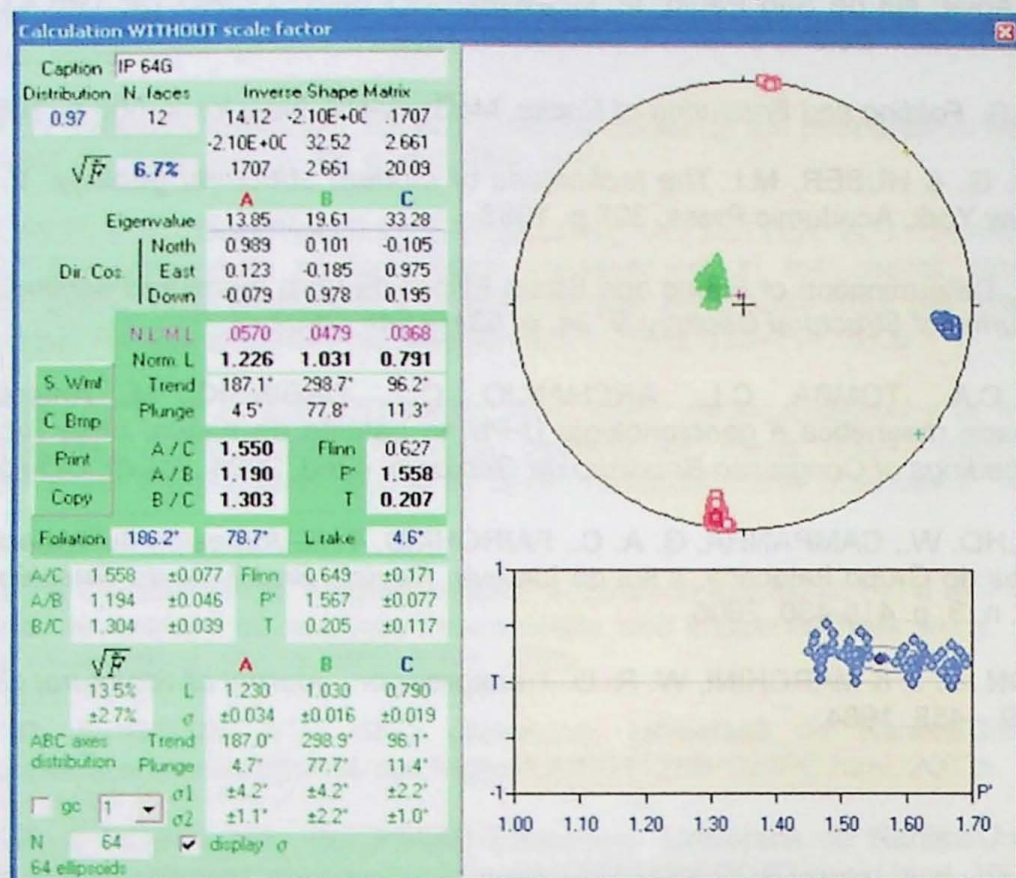 Calculation WITHOUT scale factor
Caption IP 64G
Distribution N. faces Inverse Shape Matrix
0.97 12 14.12 -2.10E+0C .1707
-2.10E+0C 32.52 2.661
√F 6.7% .1707 2.661 20.09
A B C
Eigenvalue 13.85 19.61 33.28
North 0.989 0.101 -0.105
Dir. Cos East 0.123 -0.185 0.975
Down -0.079 0.978 0.195
N L M L .0570 .0479 .0368
Norm. L 1.226 1.031 0.791
S. Wmf Trend 187.1° 298.7° 96.2°
C. Bmp Plunge 4.5° 77.8° 11.3°
Print A / C 1.550 Flinn 0.627
A / B 1.190 P' 1.558
Copy B / C 1.303 T 0.207
Foliation 186.2° 78.7° L rake 4.6°
A/C 1.558 ±0.077 Flinn 0.649 ±0.171
A/B 1.194 ±0.046 P' 1.567 ±0.077
B/C 1.304 ±0.039 T 0.205 ±0.117
√F A B C
13.5% L 1.230 1.030 0.790
±2.7% σ ±0.034 ±0.016 ±0.019
ABC axes Trend 187.0° 298.9° 96.1°
distribution Plunge 4.7° 77.7° 11.4°
gc 1 σ1 ±4.2° ±4.2° ±2.2°
σ2 ±1.1° ±2.2° ±1.0°
N 64 display σ
64 ellipsoids
1
T
-1 P'
1.00 1.10 1.20 1.30 1.40 1.50 1.60 1.70